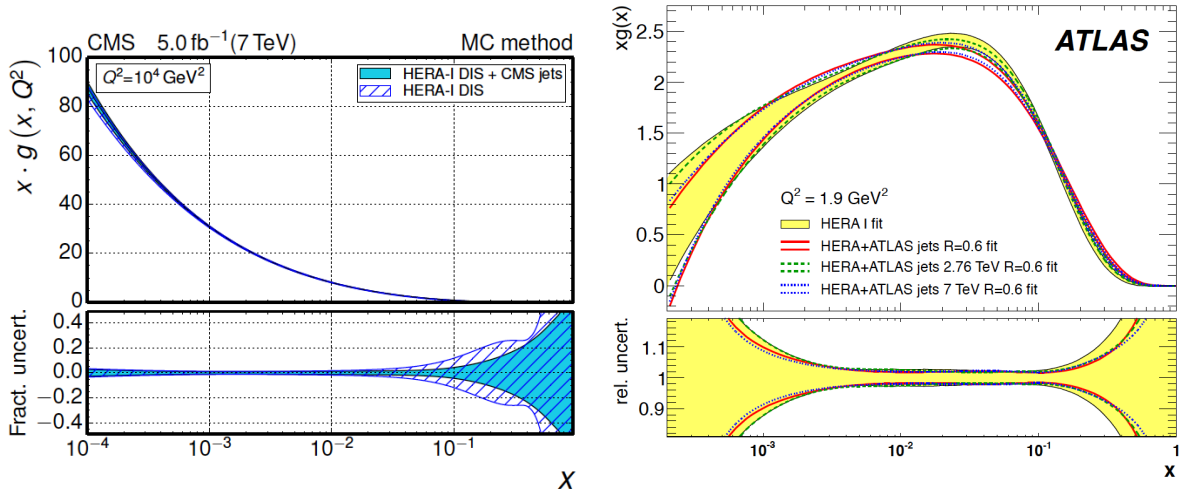 CMS 5.0 fb⁻¹(7 TeV) MC method
Q²=10⁴ GeV²
HERA-I DIS + CMS jets
HERA-I DIS
x · g (x, Q²)
100
80
60
40
20
0
Fract. uncert.
0.4
0.2
0.0
−0.2
−0.4
10⁻⁴ 10⁻³ 10⁻² 10⁻¹
x
ATLAS
xg(x)
2.5
2
1.5
1
0.5
0
Q² = 1.9 GeV²
HERA I fit
HERA+ATLAS jets R=0.6 fit
HERA+ATLAS jets 2.76 TeV R=0.6 fit
HERA+ATLAS jets 7 TeV R=0.6 fit
rel. uncert.
1.1
1
0.9
10⁻³ 10⁻² 10⁻¹ 1
x